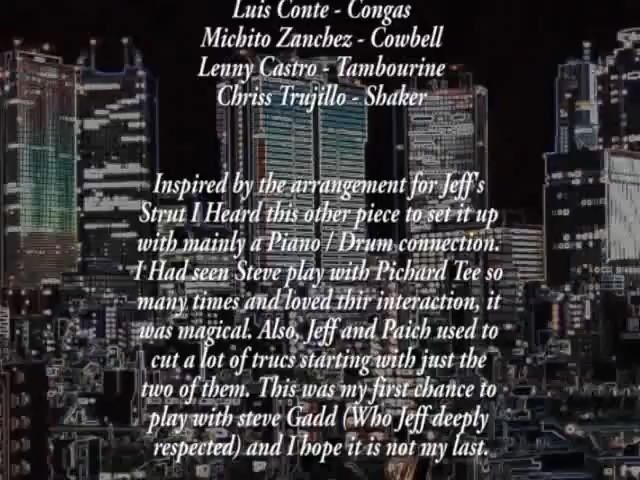 Luis Conte - Congas
Michito Zanchez - Cowbell
Lenny Castro - Tambourine
Chriss Trujillo - Shaker
Inspired by the arrangement for Jeff's
Strut I Heard this other piece to set it up
with mainly a Piano / Drum connection.
I Had seen Steve play with Pichard Tee so
many times and loved thir interaction, it
was magical. Also, Jeff and Paich used to
cut a lot of trucs starting with just the
two of them. This was my first chance to
play with steve Gadd (Who Jeff deeply
respected) and I hope it is not my last.